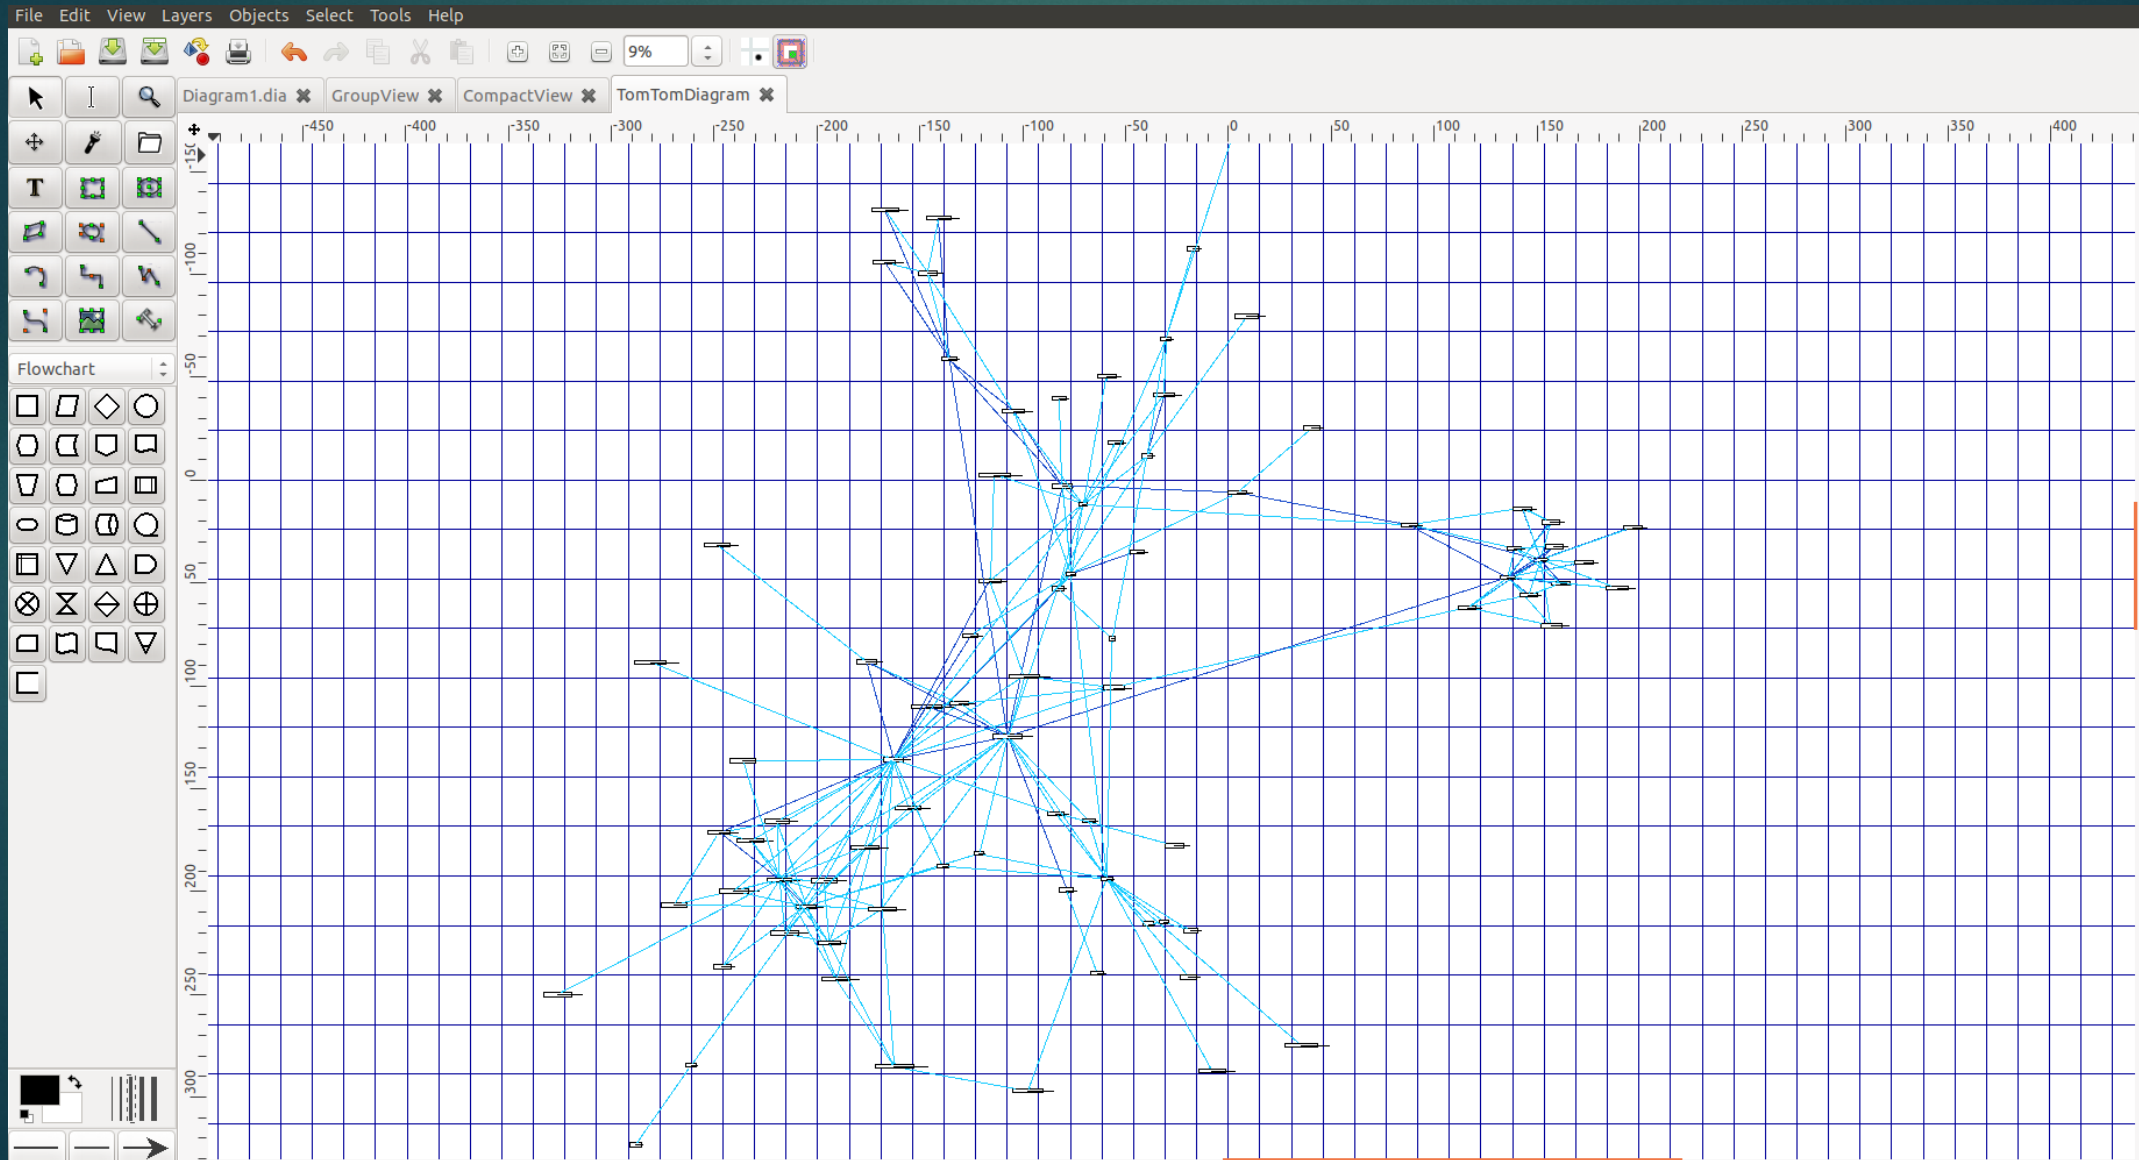 File Edit View Layers Objects Select Tools Help
9%
Diagram1.dia GroupView CompactView TomTomDiagram
-450 -400 -350 -300 -250 -200 -150 -100 -50 0 50 100 150 200 250 300 350 400
T
Flowchart
-150
-100
-50
0
50
100
150
200
250
300